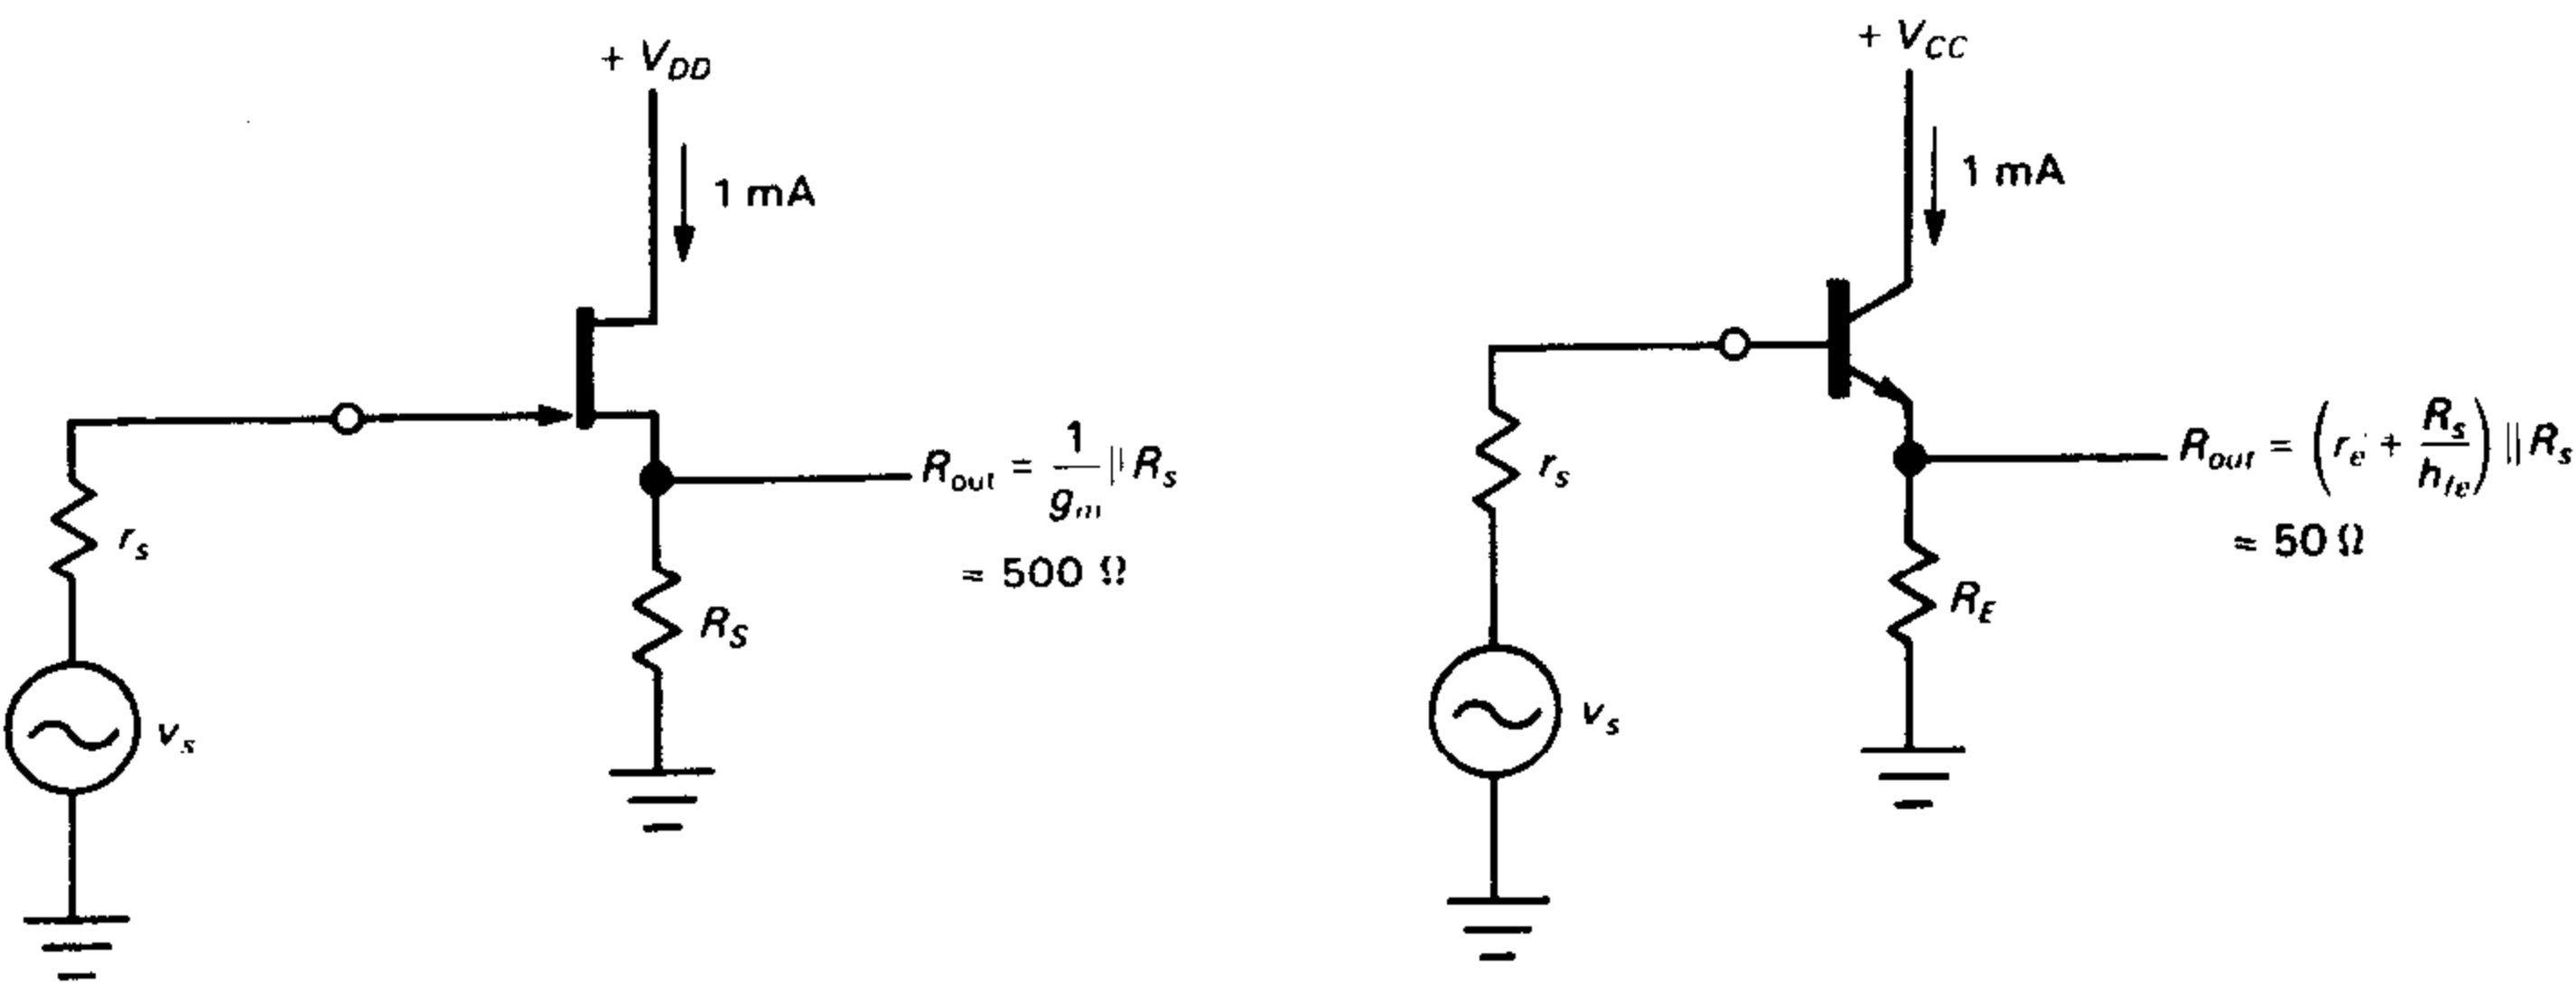 + V_DD
1 mA
R_out = 1/g_m || R_s
= 500 Ω
r_s
R_S
v_s
+ V_CC
1 mA
R_out = (r_e + R_s/h_fe) || R_s
≈ 50 Ω
r_s
R_E
v_s